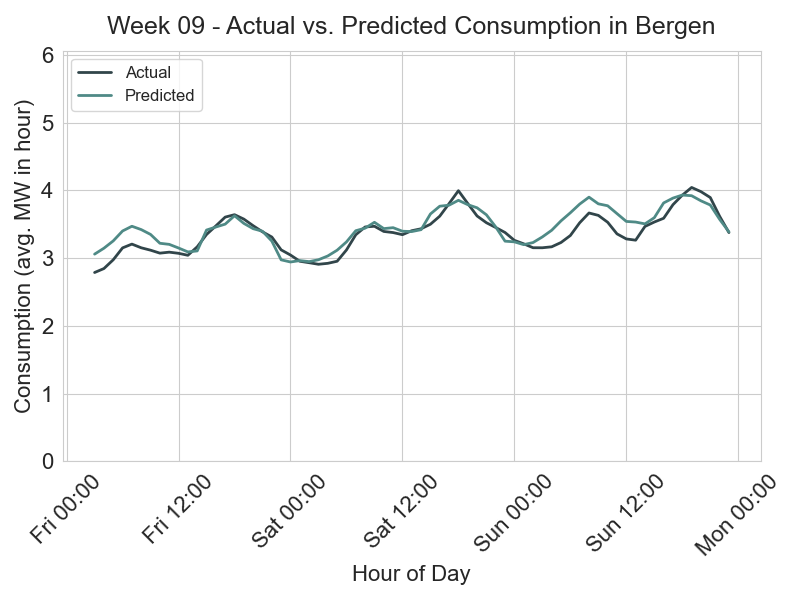 Week 09 - Actual vs. Predicted Consumption in Bergen
Actual
Predicted
Consumption (avg. MW in hour)
6
5
4
3
2
1
0
Fri 00:00
Fri 12:00
Sat 00:00
Sat 12:00
Sun 00:00
Sun 12:00
Mon 00:00
Hour of Day